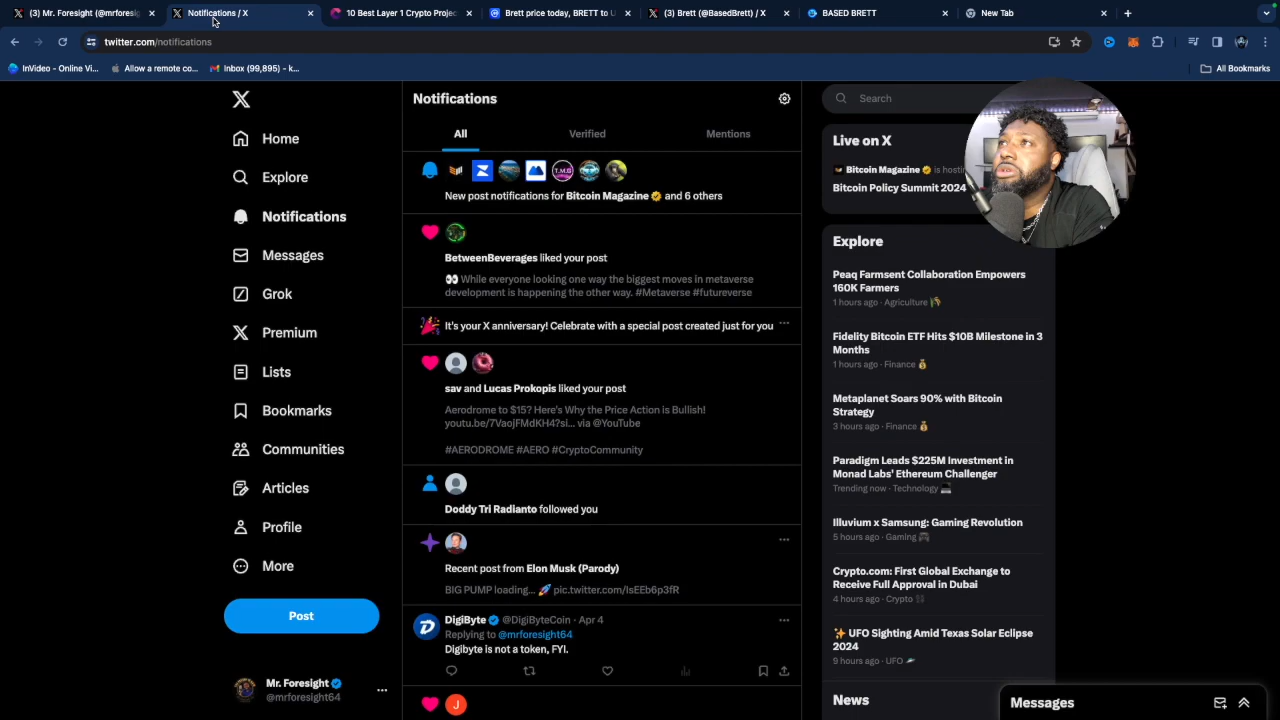 (3) Mr. Foresight (@mrforesig
Notifications / X
10 Best Layer 1 Crypto Proje
Brett price today, BRETT to U
(3) Brett (@BasedBrett) / X
BASED BRETT
New Tab
twitter.com/notifications
InVideo - Online Vi...
Allow a remote co...
Inbox (99,895) - k...
All Bookmarks
Home
Explore
Notifications
Messages
Grok
Premium
Lists
Bookmarks
Communities
Articles
Profile
More
Post
Mr. Foresight
@mrforesight64
Notifications
All
Verified
Mentions
T.M.G
New post notifications for Bitcoin Magazine and 6 others
BetweenBeverages liked your post
👀 While everyone looking one way the biggest moves in metaverse
development is happening the other way. #Metaverse #futureverse
It's your X anniversary! Celebrate with a special post created just for you
sav and Lucas Prokopis liked your post
Aerodrome to $15? Here's Why the Price Action is Bullish!
youtu.be/7VaojFMdKH4?si... via @YouTube
#AERODROME #AERO #CryptoCommunity
Doddy Tri Radianto followed you
Recent post from Elon Musk (Parody)
BIG PUMP loading... 🚀 pic.twitter.com/IsEEb6p3fR
DigiByte @DigiByteCoin · Apr 4
Replying to @mrforesight64
Digibyte is not a token, FYI.
J
Search
Live on X
Bitcoin Magazine is hostin
Bitcoin Policy Summit 2024
Explore
Peaq Farmsent Collaboration Empowers
160K Farmers
1 hours ago · Agriculture 🌾
Fidelity Bitcoin ETF Hits $10B Milestone in 3
Months
1 hours ago · Finance 💰
Metaplanet Soars 90% with Bitcoin
Strategy
3 hours ago · Finance 💰
Paradigm Leads $225M Investment in
Monad Labs' Ethereum Challenger
Trending now · Technology 💻
Illuvium x Samsung: Gaming Revolution
5 hours ago · Gaming 🎮
Crypto.com: First Global Exchange to
Receive Full Approval in Dubai
4 hours ago · Crypto
✨ UFO Sighting Amid Texas Solar Eclipse
2024
9 hours ago · UFO 🛸
News
Messages